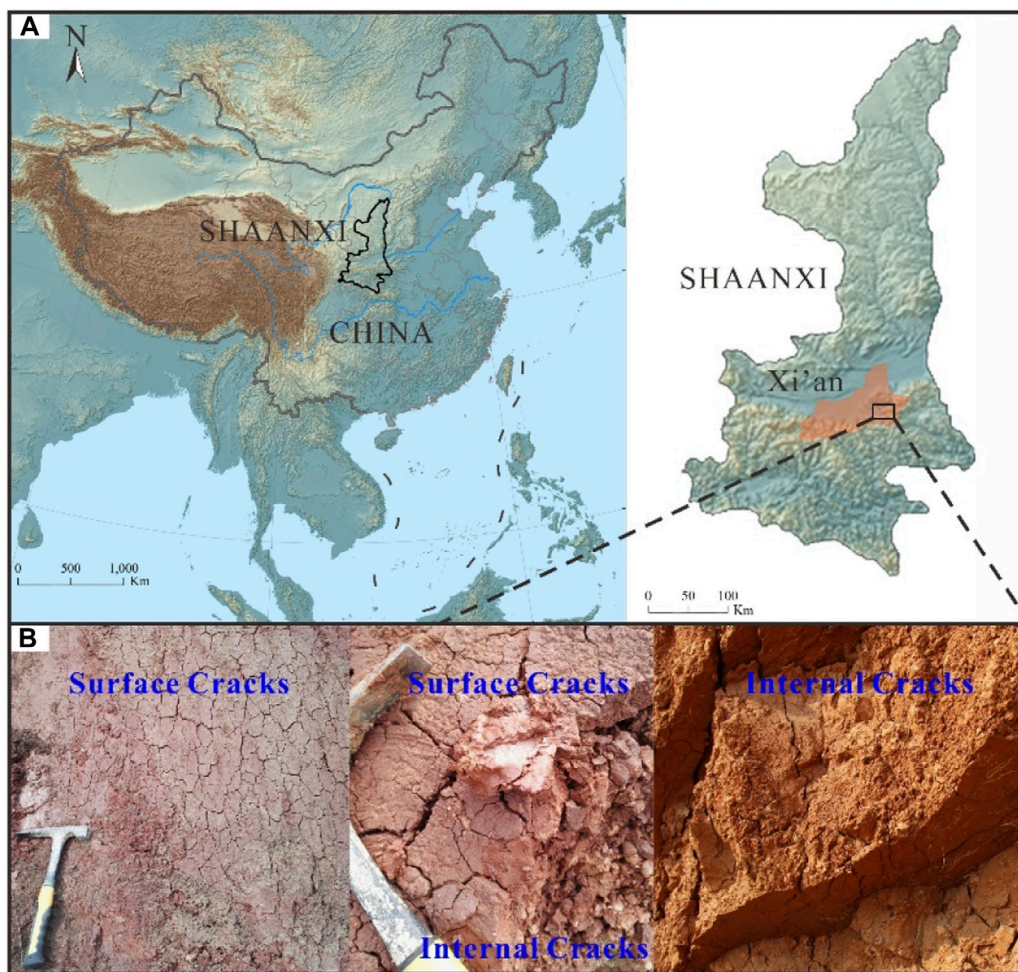 A
N
SHAANXI
CHINA
0 500 1,000
Km
SHAANXI
Xi'an
0 50 100
Km
B
Surface Cracks
Surface Cracks
Internal Cracks
Internal Cracks